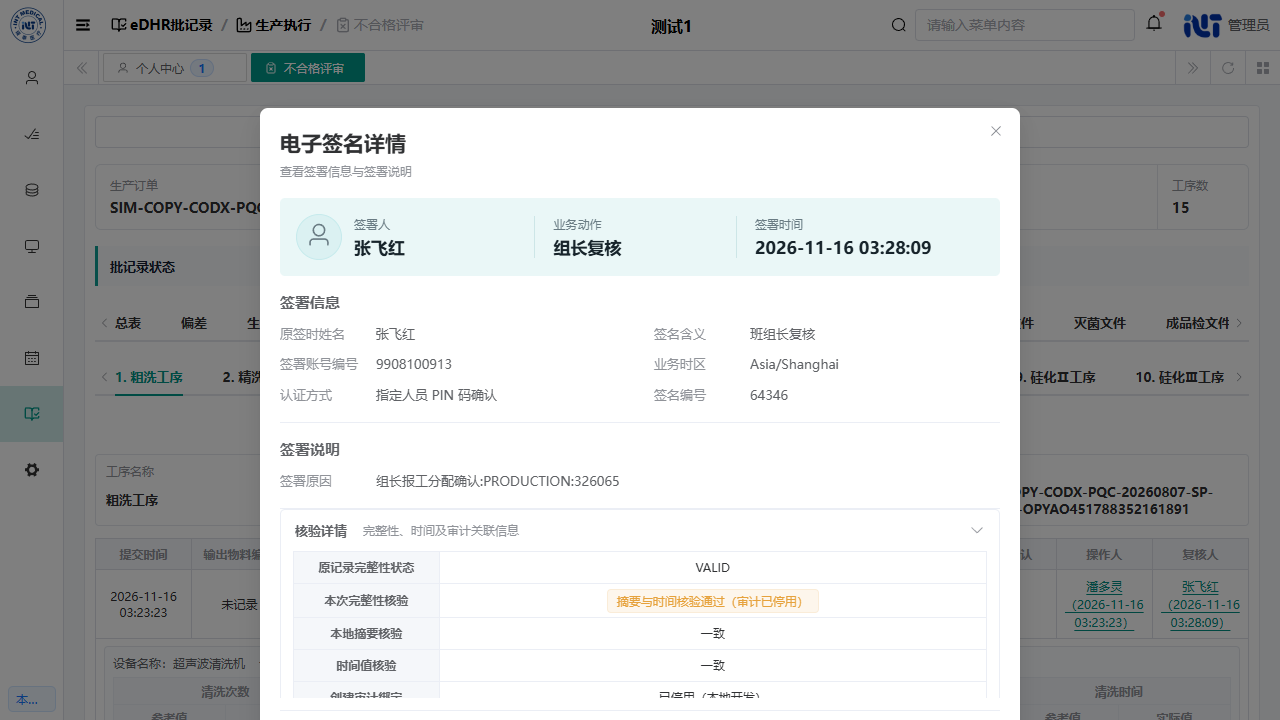 eDHR批记录 / 生产执行 / 不合格评审
测试1
请输入菜单内容
管理员
个人中心 1
不合格评审
生产订单
工序数
15
批记录状态
总表 偏差
灭菌文件 成品检文件
1. 粗洗工序
硅化Ⅱ工序 10. 硅化Ⅲ工序
工序名称
粗洗工序
PY-CODX-PQC-20260807-SP-
OPYAO451788352161891
提交时间
操作人 复核人
2026-11-16
03:23:23
未记录
潘多灵
（2026-11-16
03:23:23）
张飞红
（2026-11-16
03:28:09）
设备名称：超声波清洗机
清洗次数
清洗时间
参考值
参考值 实际值
本...
电子签名详情
查看签署信息与签署说明
签署人
张飞红
业务动作
组长复核
签署时间
2026-11-16 03:28:09
签署信息
原签时姓名 张飞红 签名含义 班组长复核
签署账号编号 9908100913 业务时区 Asia/Shanghai
认证方式 指定人员 PIN 码确认 签名编号 64346
签署说明
签署原因 组长报工分配确认:PRODUCTION:326065
核验详情 完整性、时间及审计关联信息
原记录完整性状态 VALID
本次完整性核验 摘要与时间核验通过（审计已停用）
本地摘要核验 一致
时间值核验 一致
创建审计绑定 已停用（本地开发）